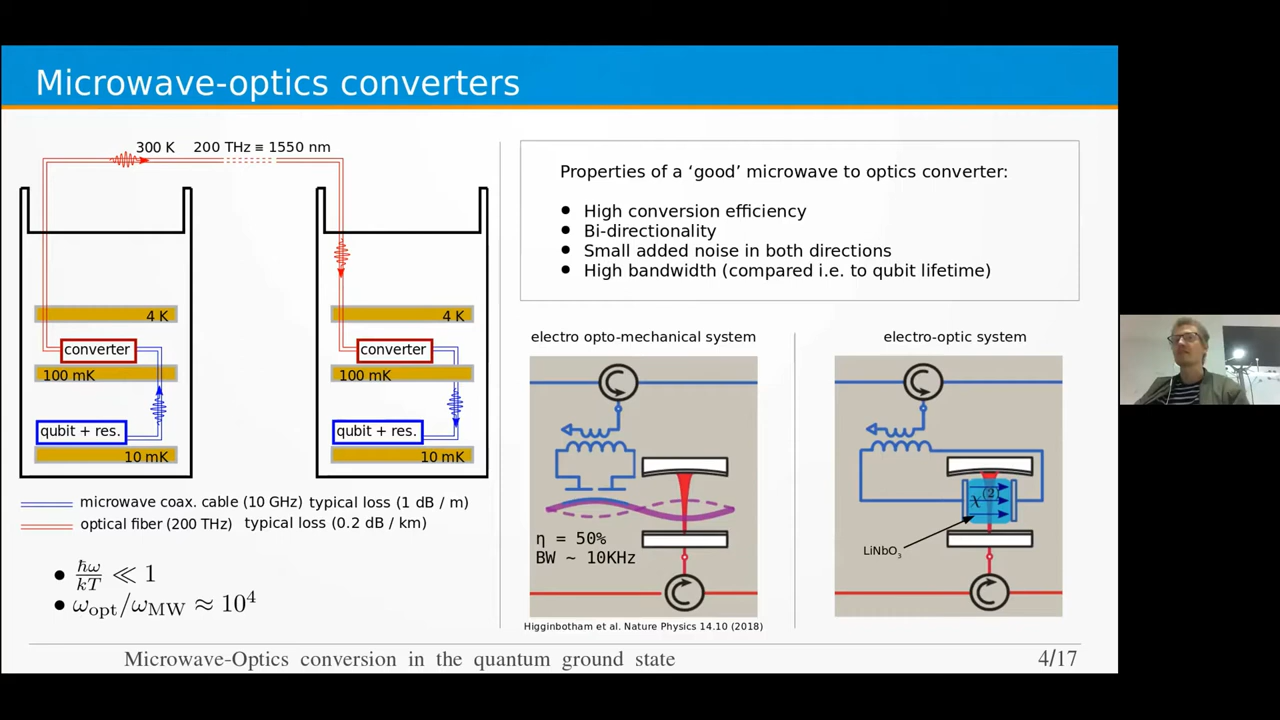 Microwave-optics converters
300 K 200 THz ≡ 1550 nm
4 K
converter
100 mK
qubit + res.
10 mK
4 K
converter
100 mK
qubit + res.
10 mK
microwave coax. cable (10 GHz) typical loss (1 dB / m)
optical fiber (200 THz) typical loss (0.2 dB / km)
● ħω/kT ≪ 1
● ω_opt/ω_MW ≈ 10⁴
Properties of a ‘good’ microwave to optics converter:
● High conversion efficiency
● Bi-directionality
● Small added noise in both directions
● High bandwidth (compared i.e. to qubit lifetime)
electro opto-mechanical system
η = 50%
BW ~ 10KHz
Higginbotham et al. Nature Physics 14.10 (2018)
electro-optic system
χ⁽²⁾
LiNbO₃
Microwave-Optics conversion in the quantum ground state
4/17